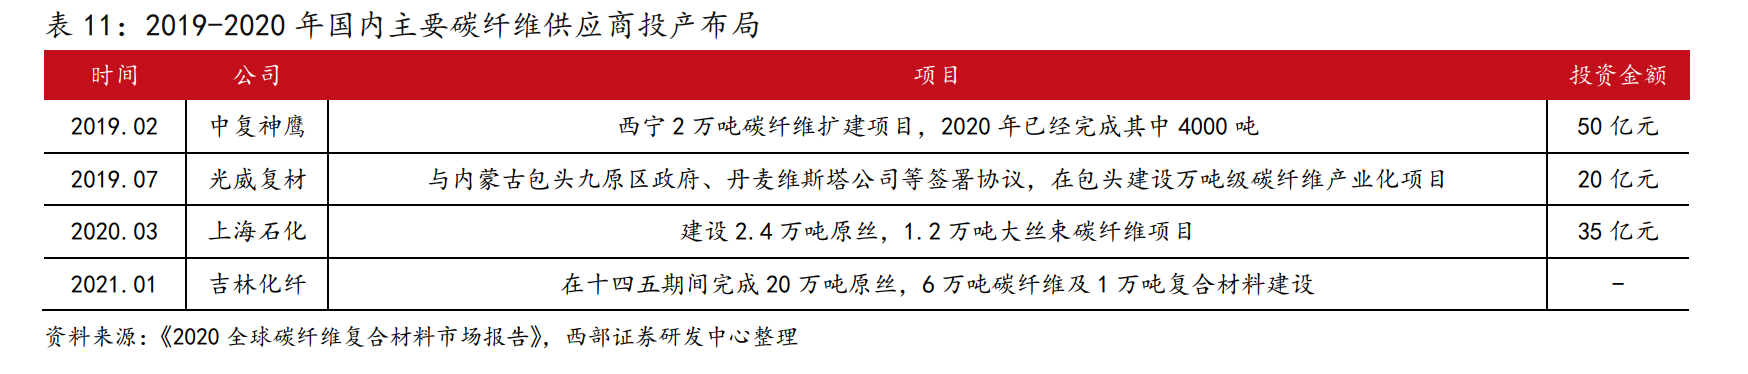 表 11：2019-2020 年国内主要碳纤维供应商投产布局
时间 公司 项目 投资金额
2019.02 中复神鹰 西宁 2 万吨碳纤维扩建项目，2020 年已经完成其中 4000 吨 50 亿元
2019.07 光威复材 与内蒙古包头九原区政府、丹麦维斯塔公司等签署协议，在包头建设万吨级碳纤维产业化项目 20 亿元
2020.03 上海石化 建设 2.4 万吨原丝，1.2 万吨大丝束碳纤维项目 35 亿元
2021.01 吉林化纤 在十四五期间完成 20 万吨原丝，6 万吨碳纤维及 1 万吨复合材料建设 -
资料来源：《2020 全球碳纤维复合材料市场报告》，西部证券研发中心整理